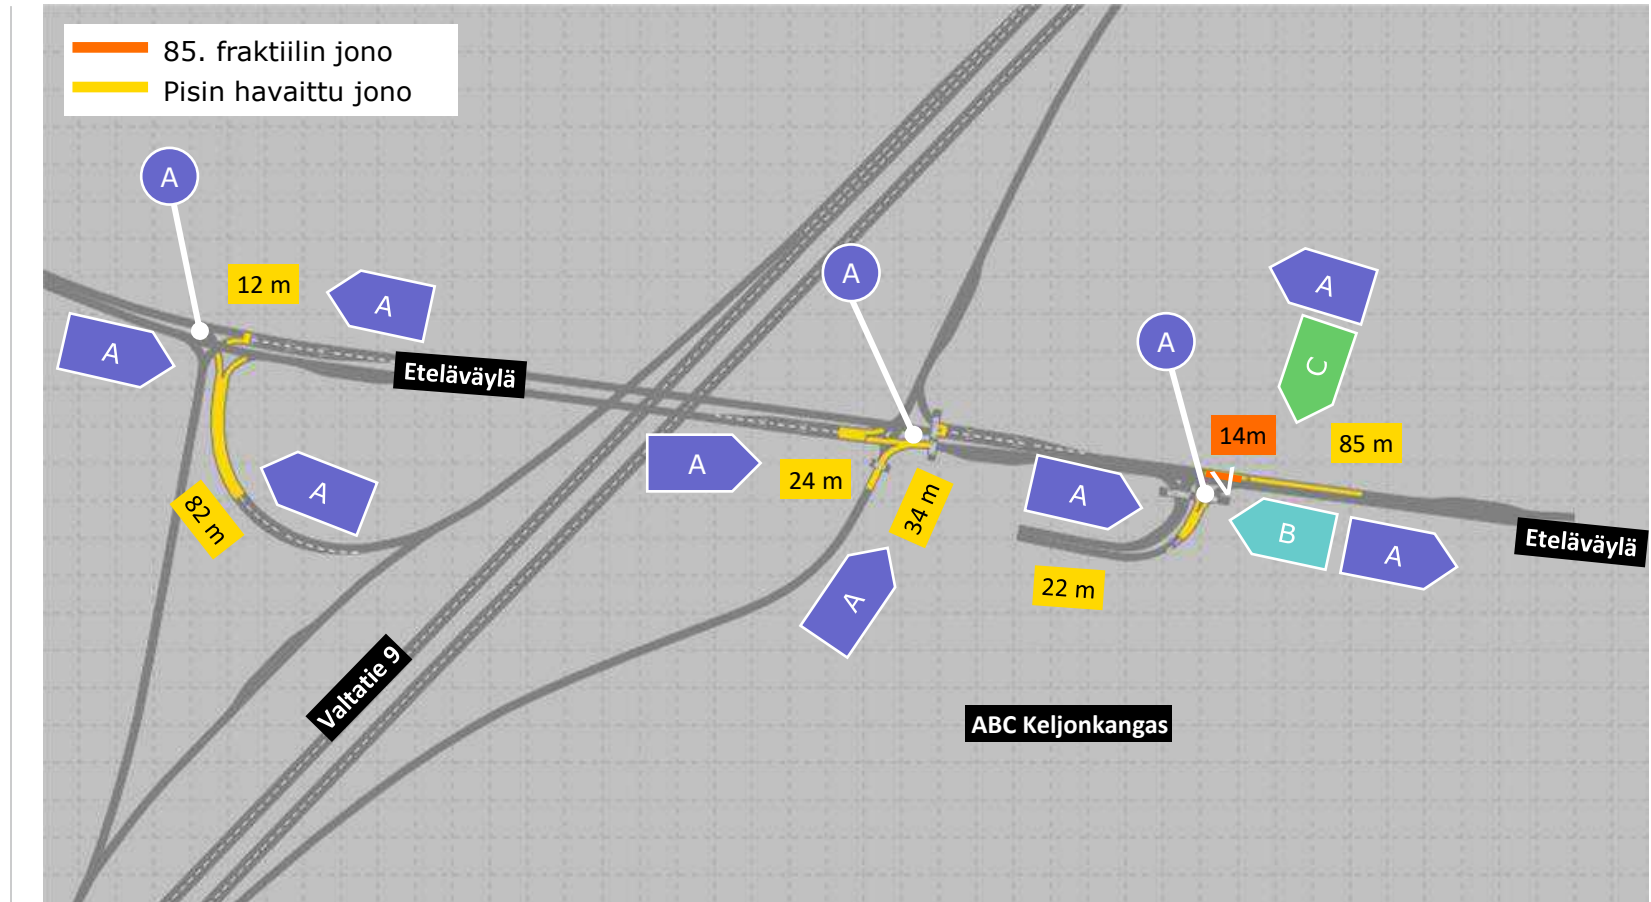 85. fraktiilin jono
Pisin havaittu jono
A
A
A
12 m
A
A
C
A
A
Eteläväylä
14m
85 m
A
24 m
A
82 m
34 m
A
B
A
Eteläväylä
22 m
A
Valtatie 9
ABC Keljonkangas